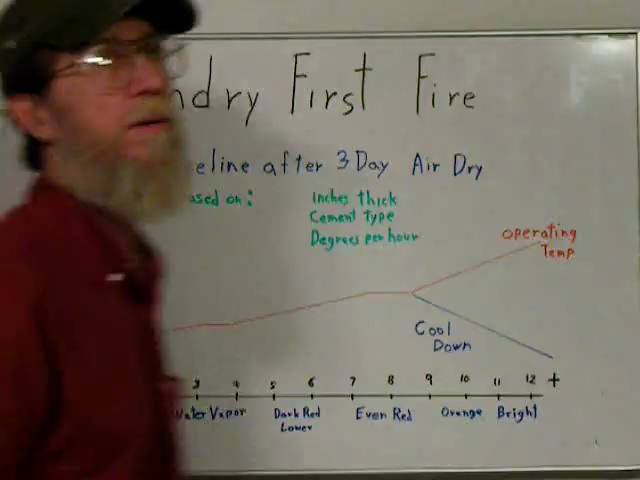 ndry First Fire
eline after 3 Day Air Dry
ased on: Inches thick
Cement type
Degrees per hour
Operating
Temp
Cool
Down
3 4 5 6 7 8 9 10 11 12 +
Water Vapor Dark Red Even Red Orange Bright
Lower